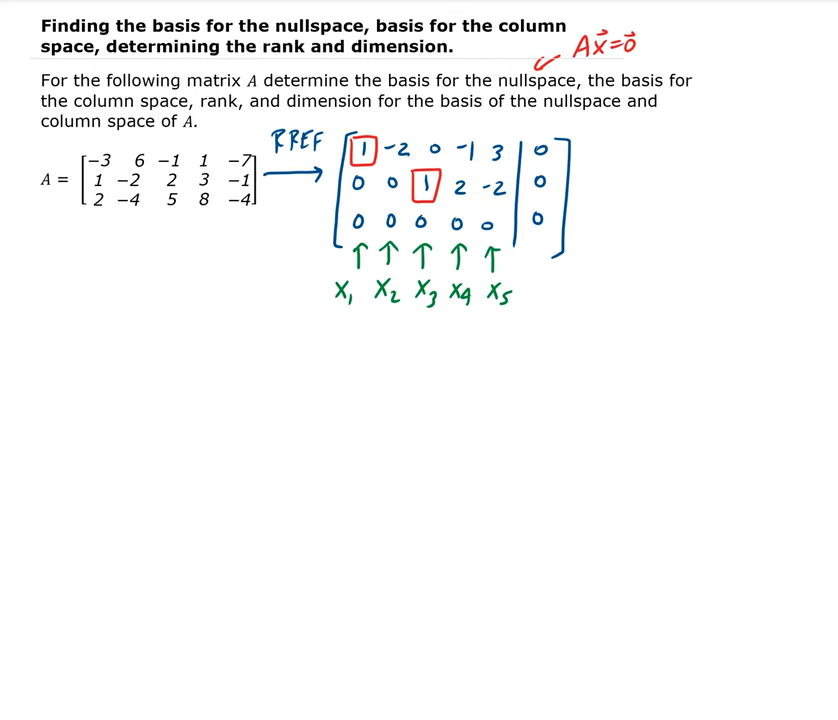 Finding the basis for the nullspace, basis for the column
space, determining the rank and dimension.
Ax⃗=0⃗
For the following matrix A determine the basis for the nullspace, the basis for
the column space, rank, and dimension for the basis of the nullspace and
column space of A.
RREF
A =
-3 6 -1 1 -7
1 -2 2 3 -1
2 -4 5 8 -4
1 -2 0 -1 3 | 0
0 0 1 2 -2 | 0
0 0 0 0 0 | 0
↑ ↑ ↑ ↑ ↑
x₁ x₂ x₃ x₄ x₅